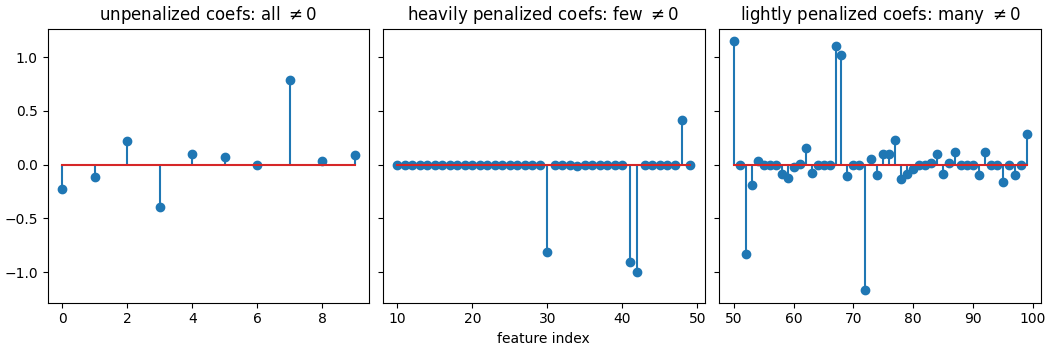 unpenalized coefs: all ≠0
heavily penalized coefs: few ≠0
lightly penalized coefs: many ≠0
1.0
0.5
0.0
−0.5
−1.0
0 2 4 6 8
10 20 30 40 50
50 60 70 80 90 100
feature index